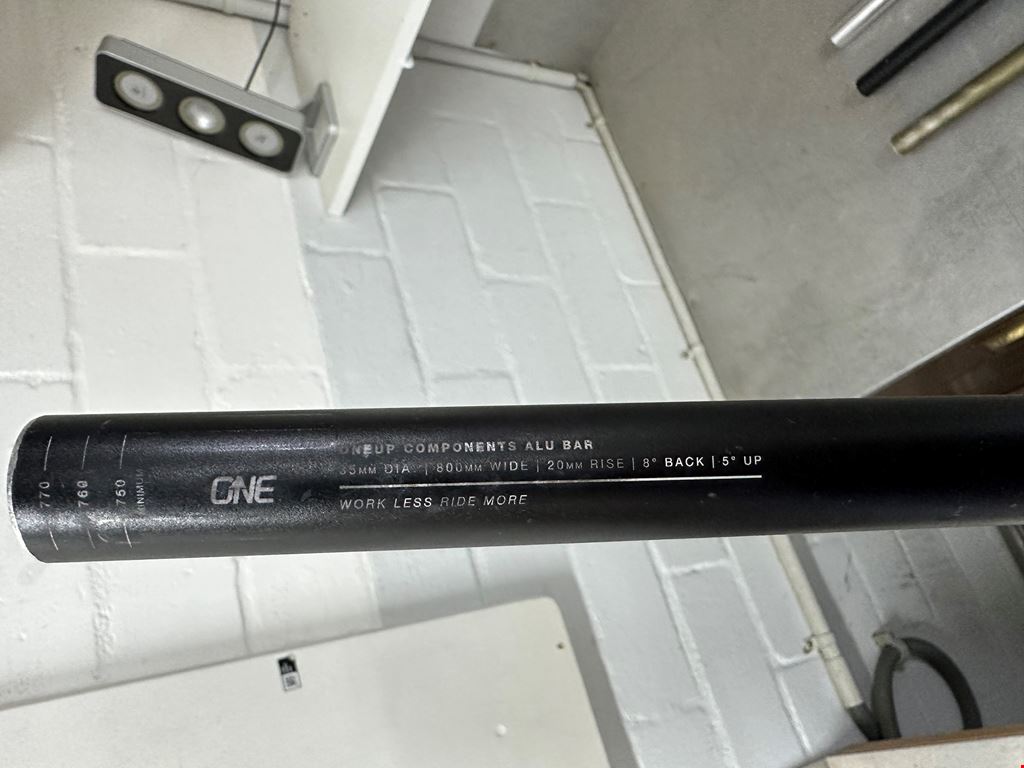 ONEUP COMPONENTS ALU BAR
35MM DIA | 800MM WIDE | 20MM RISE | 8° BACK | 5° UP
WORK LESS RIDE MORE
ONE
770
760
750
MINIMUM